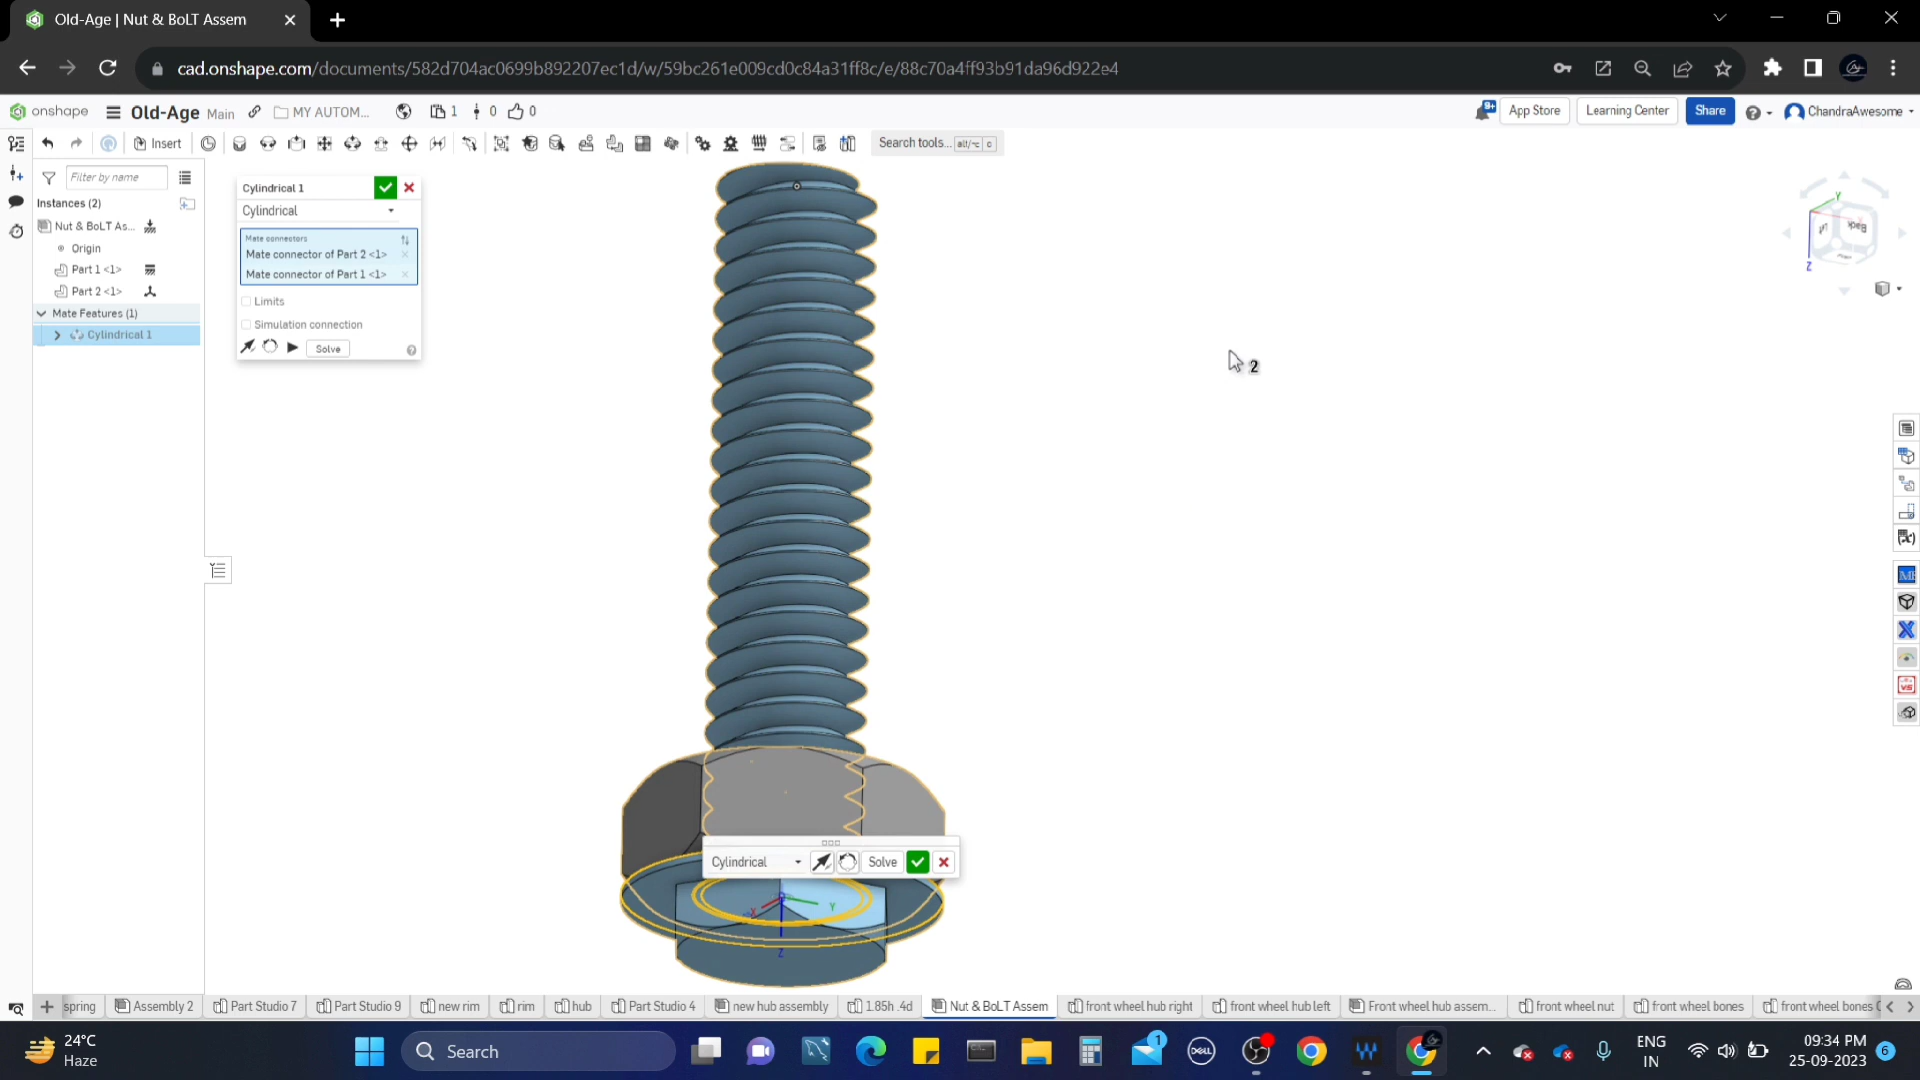 Old-Age | Nut & BoLT Assem
cad.onshape.com/documents/582d704ac0699b892207ec1d/w/59bc261e009cd0c84a31ff8c/e/88c70a4ff93b91da96d922e4
onshape Old-Age Main MY AUTOM... 1 0 0 9+ App Store Learning Center Share ChandraAwesome
Insert Search tools... alt/⌥ c
Filter by name
Instances (2)
Nut & BoLT As...
Origin
Part 1 <1>
Part 2 <1>
Mate Features (1)
Cylindrical 1
Cylindrical 1
Cylindrical
Mate connectors
Mate connector of Part 2 <1>
Mate connector of Part 1 <1>
Limits
Simulation connection
Solve
2
Y
Back
Z
Cylindrical Solve
X Y
Z
spring Assembly 2 Part Studio 7 Part Studio 9 new rim rim hub Part Studio 4 new hub assembly 1.85h .4d Nut & BoLT Assem front wheel hub right front wheel hub left Front wheel hub assem... front wheel nut front wheel bones front wheel bones
24°C
Haze
Search
1
DELL
ENG
IN
09:34 PM
25-09-2023
6